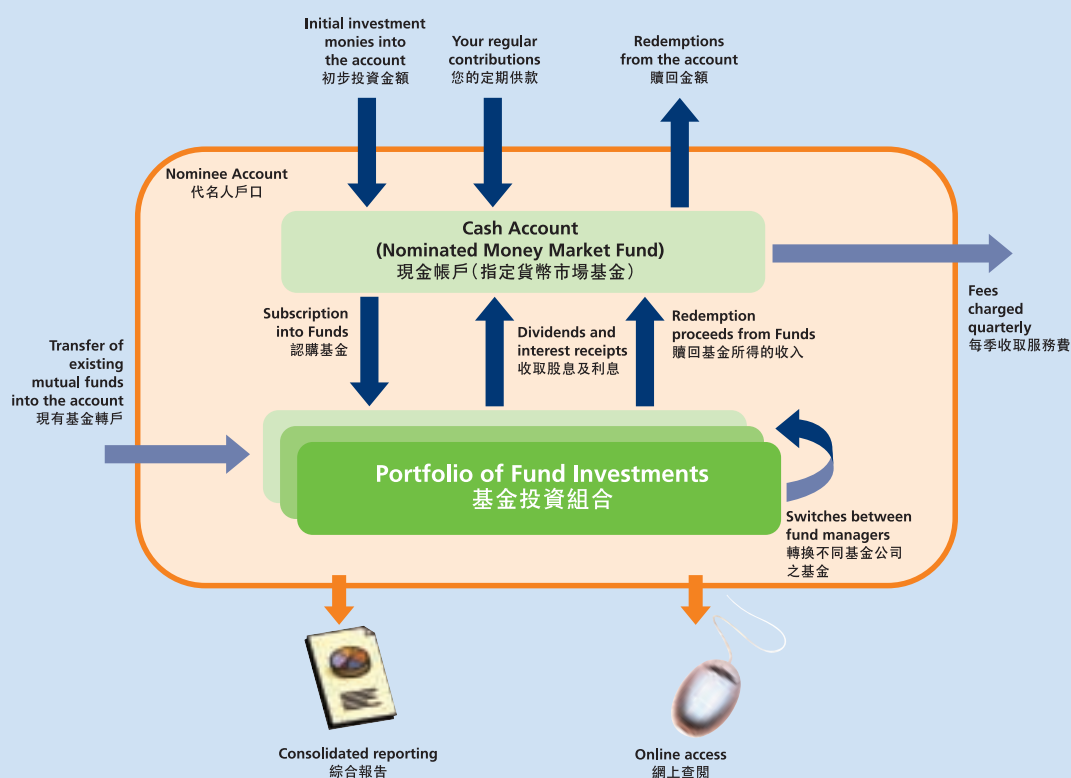 Initial investment
monies into
the account
初步投資金額
Your regular
contributions
您的定期供款
Redemptions
from the account
贖回金額
Nominee Account
代名人戶口
Cash Account
(Nominated Money Market Fund)
現金帳戶(指定貨幣市場基金)
Fees
charged
quarterly
每季收取服務費
Subscription
into Funds
認購基金
Dividends and
interest receipts
收取股息及利息
Redemption
proceeds from Funds
贖回基金所得的收入
Transfer of
existing
mutual funds
into the account
現有基金轉戶
Portfolio of Fund Investments
基金投資組合
Switches between
fund managers
轉換不同基金公司
之基金
Consolidated reporting
綜合報告
Online access
網上查閱